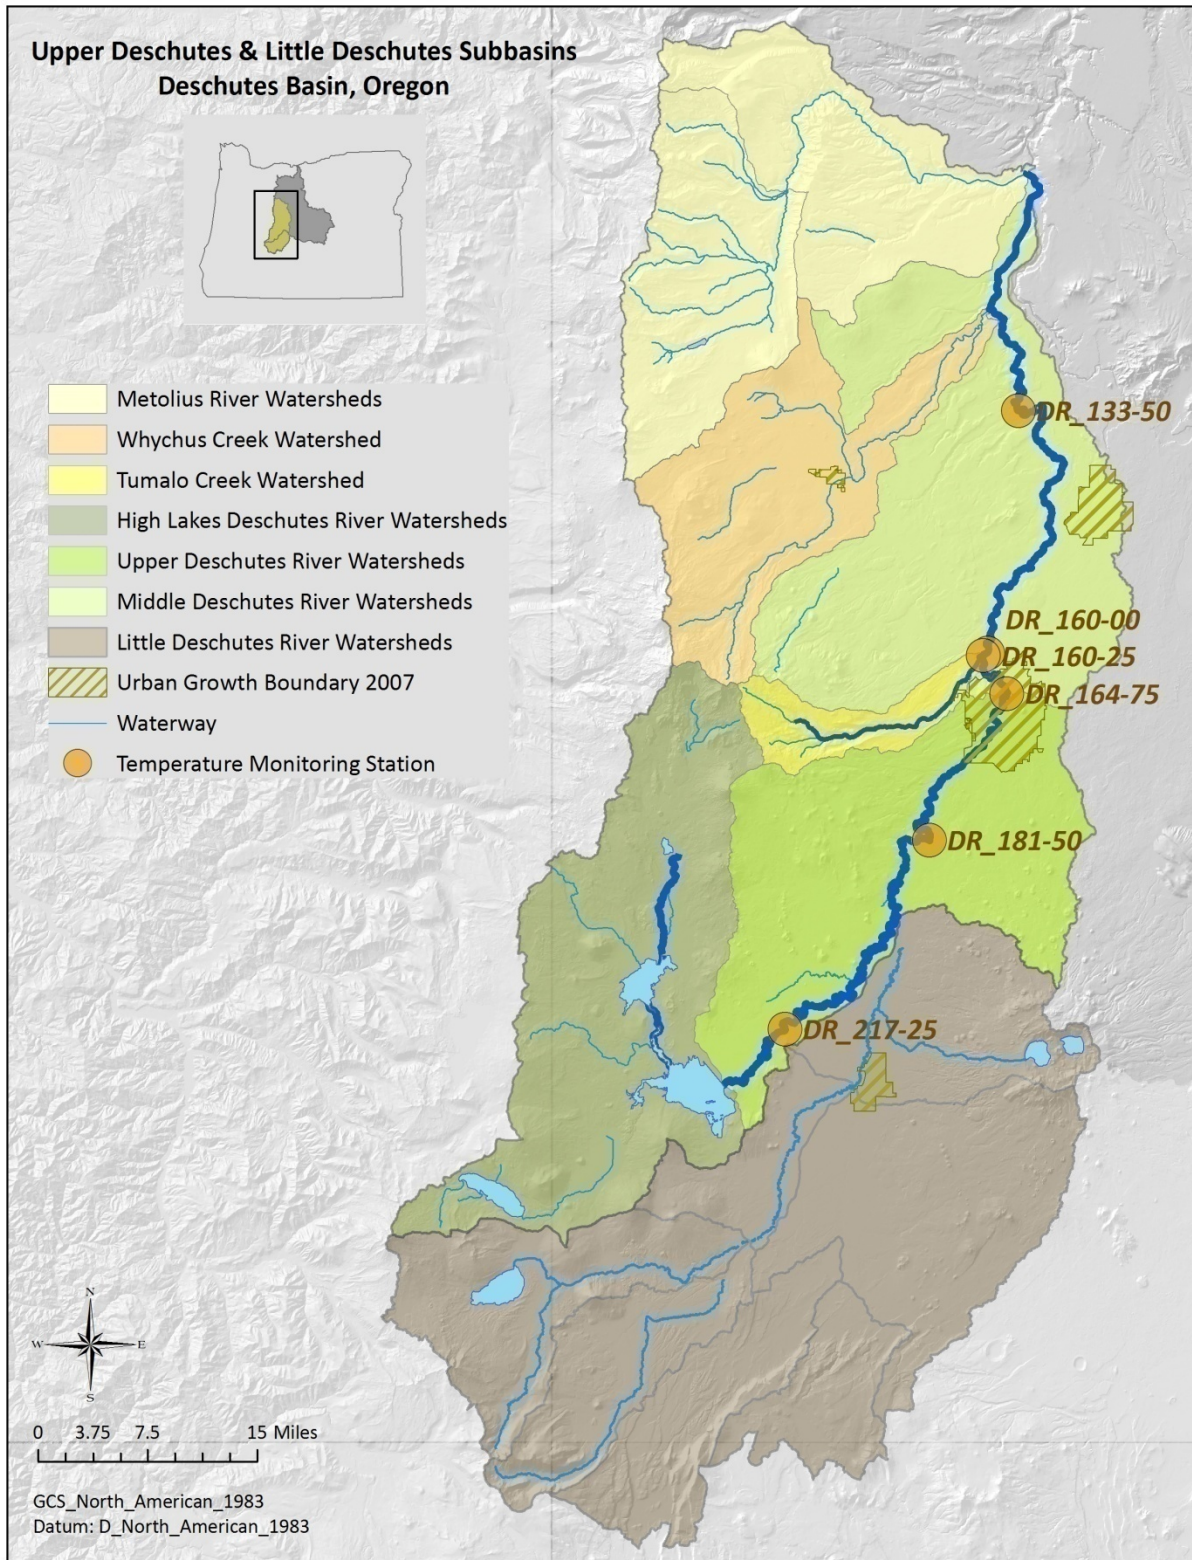 Upper Deschutes & Little Deschutes Subbasins
Deschutes Basin, Oregon
Metolius River Watersheds
Whychus Creek Watershed
Tumalo Creek Watershed
High Lakes Deschutes River Watersheds
Upper Deschutes River Watersheds
Middle Deschutes River Watersheds
Little Deschutes River Watersheds
Urban Growth Boundary 2007
Waterway
Temperature Monitoring Station
DR_133-50
DR_160-00
DR_160-25
DR_164-75
DR_181-50
DR_217-25
N
W E
S
0 3.75 7.5 15 Miles
GCS_North_American_1983
Datum: D_North_American_1983